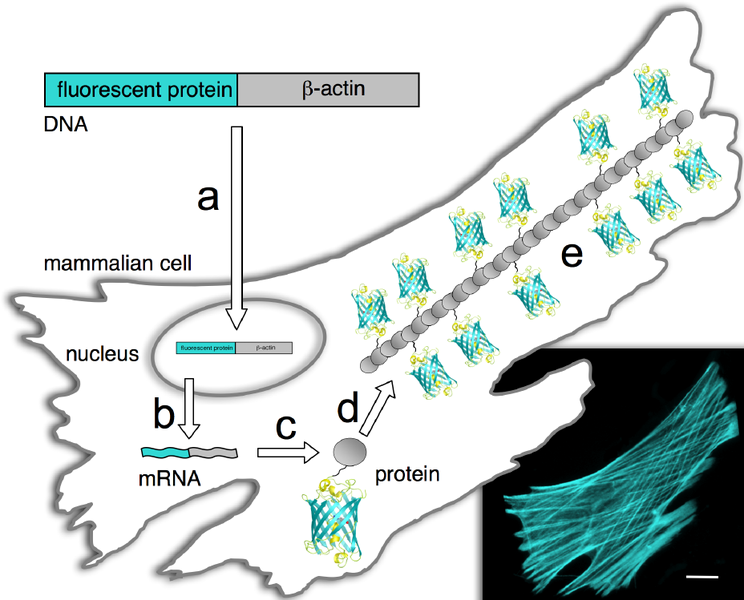 fluorescent protein β-actin
DNA
a
mammalian cell
nucleus
fluorescent protein β-actin
b
mRNA
c
d
protein
e